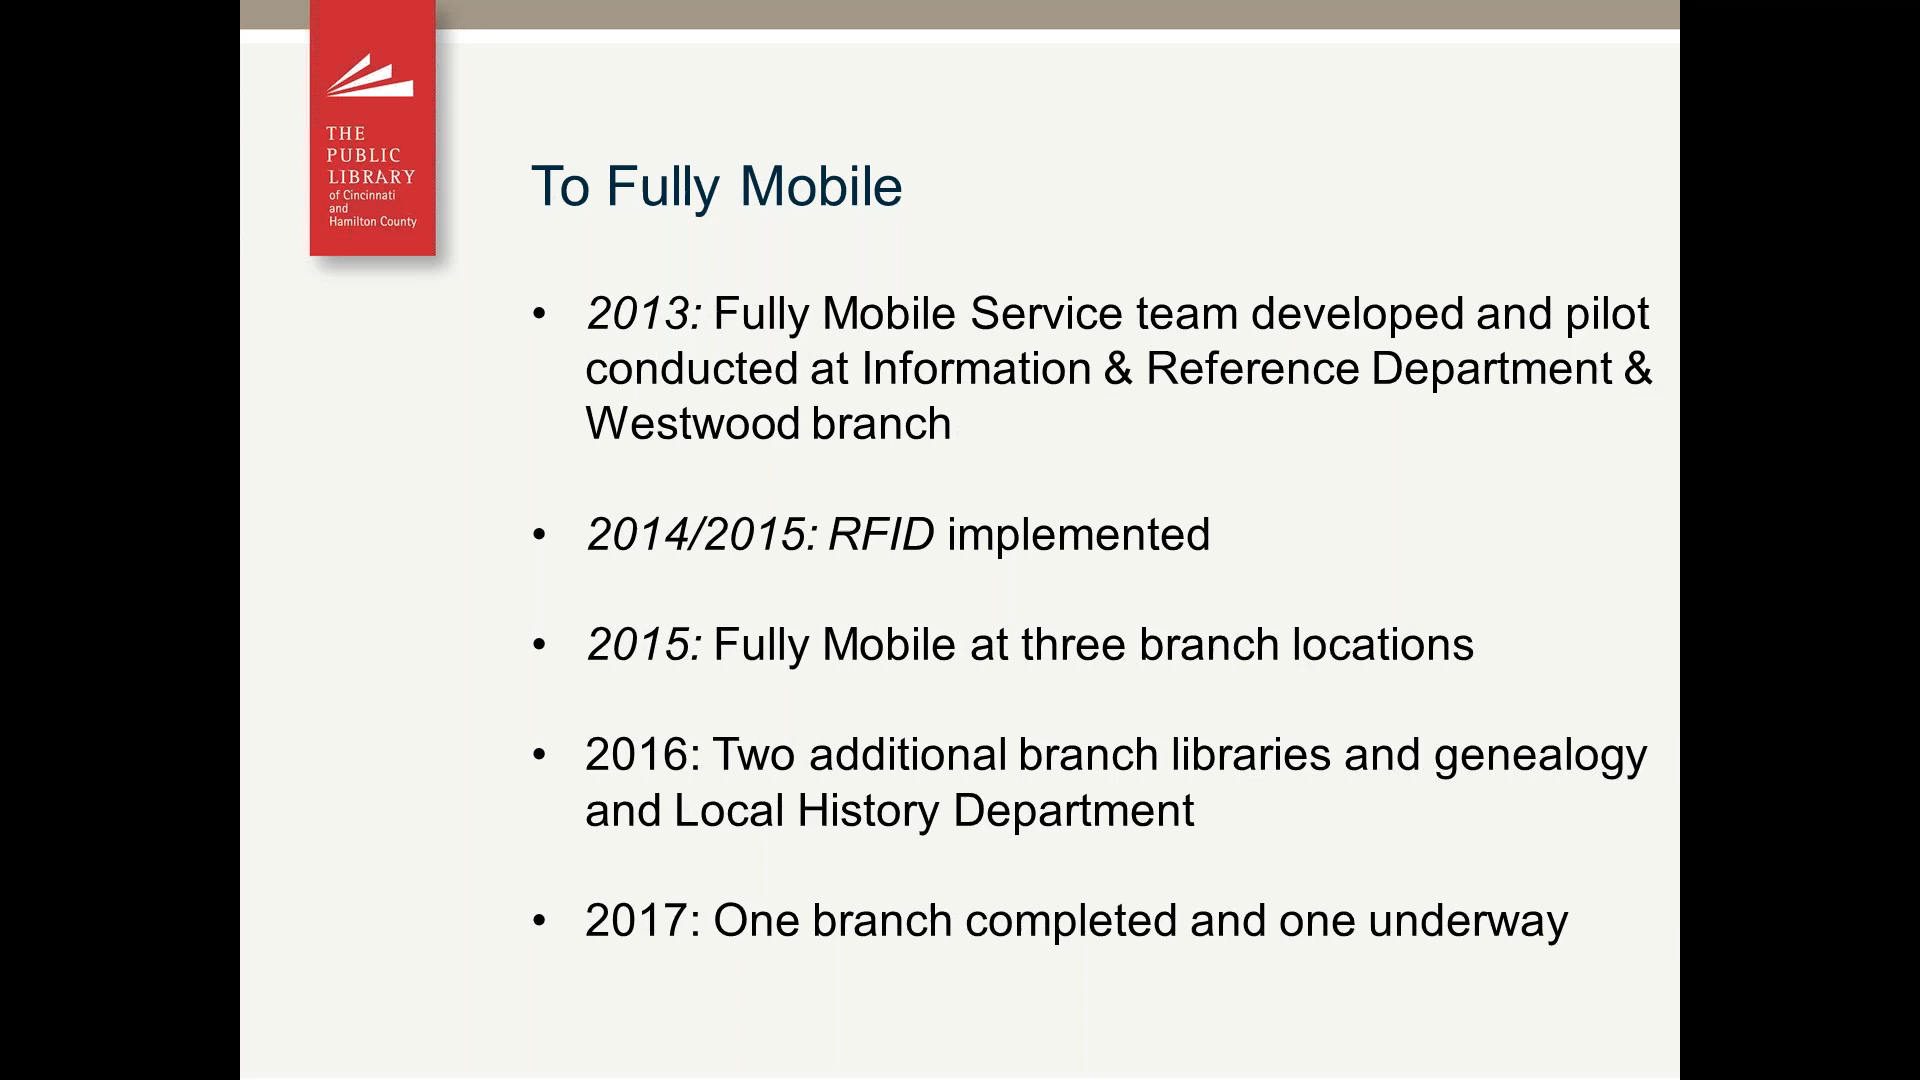 THE
PUBLIC
LIBRARY
of Cincinnati
and
Hamilton County
To Fully Mobile
• 2013: Fully Mobile Service team developed and pilot
conducted at Information & Reference Department &
Westwood branch
• 2014/2015: RFID implemented
• 2015: Fully Mobile at three branch locations
• 2016: Two additional branch libraries and genealogy
and Local History Department
• 2017: One branch completed and one underway